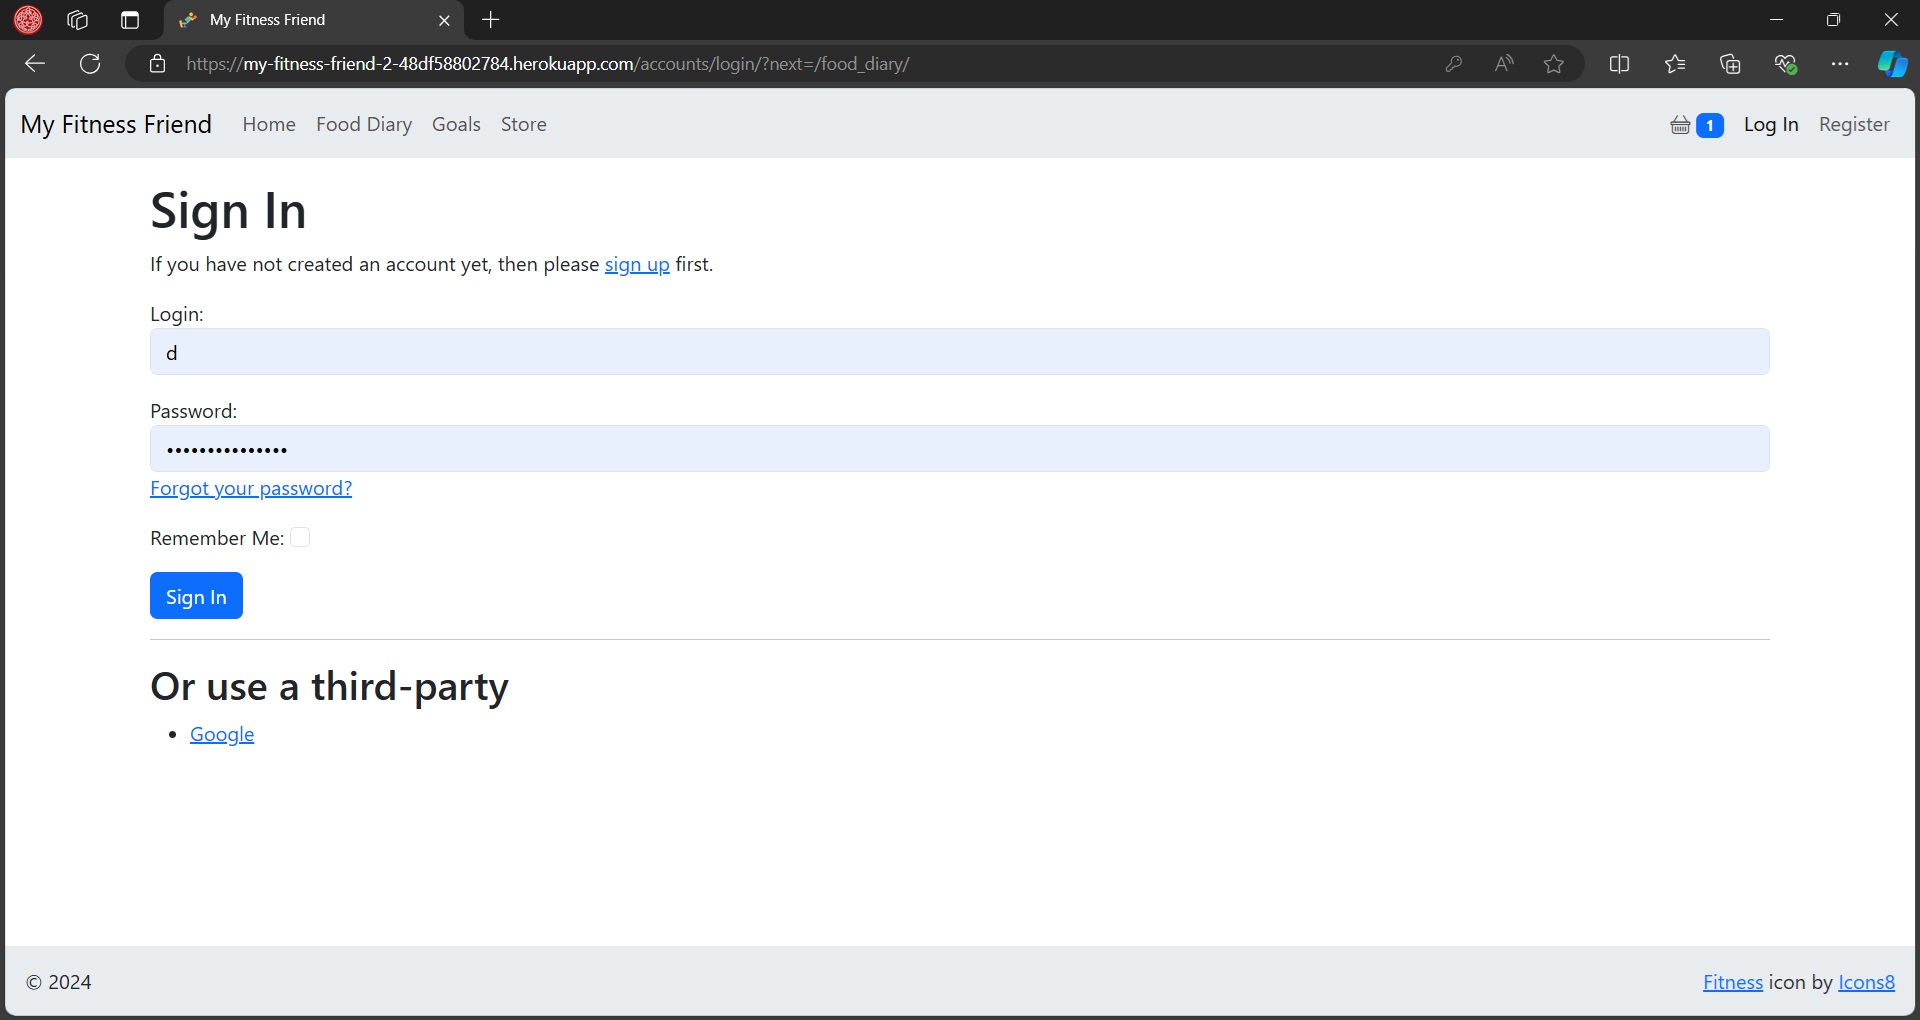 My Fitness Friend
https://my-fitness-friend-2-48df58802784.herokuapp.com/accounts/login/?next=/food_diary/
My Fitness Friend Home Food Diary Goals Store 1 Log In Register
Sign In
If you have not created an account yet, then please sign up first.
Login:
d
Password:
•••••••••••••••
Forgot your password?
Remember Me:
Sign In
Or use a third-party
• Google
© 2024 Fitness icon by Icons8